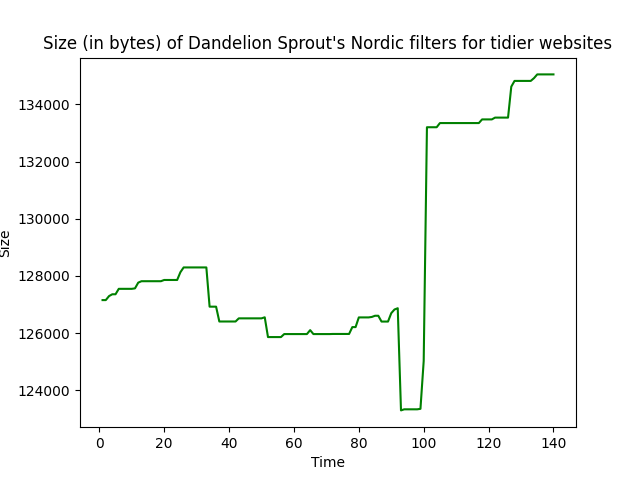 Size (in bytes) of Dandelion Sprout's Nordic filters for tidier websites
134000
132000
130000
128000
126000
124000
Size
0 20 40 60 80 100 120 140
Time